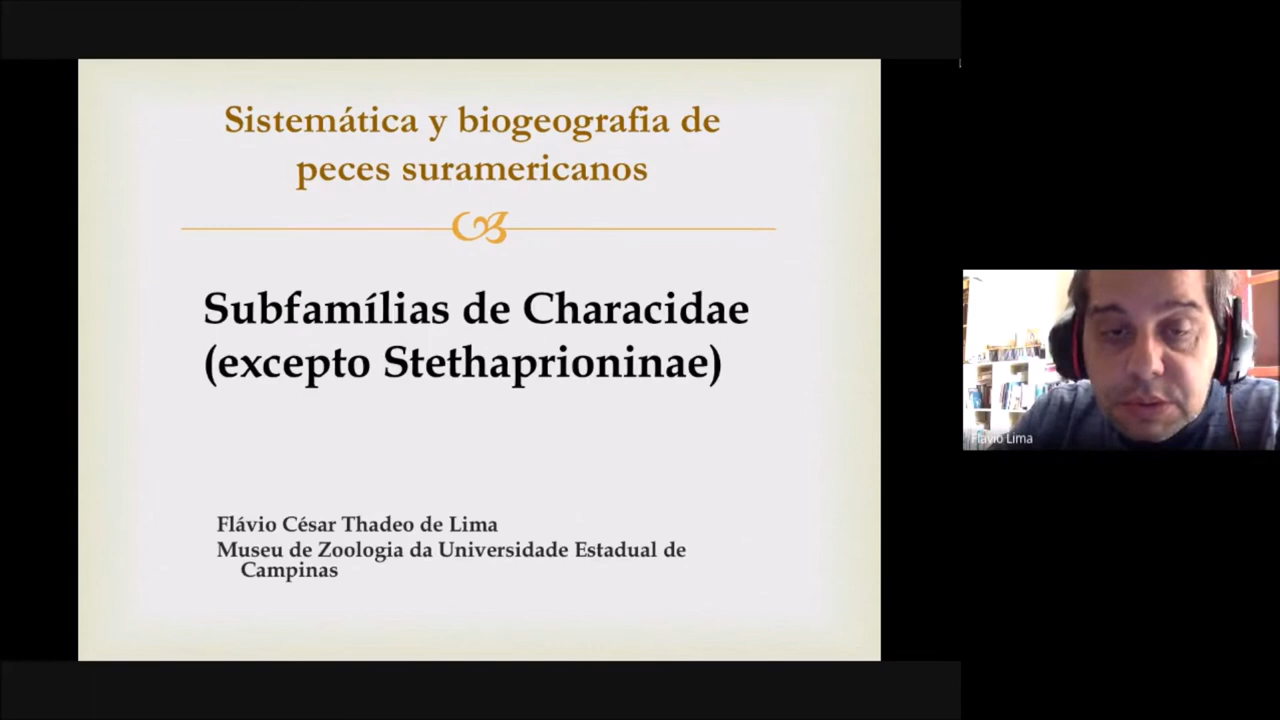 Sistemática y biogeografia de
peces suramericanos
Subfamílias de Characidae
(excepto Stethaprioninae)
Flávio César Thadeo de Lima
Museu de Zoologia da Universidade Estadual de
Campinas
Flávio Lima